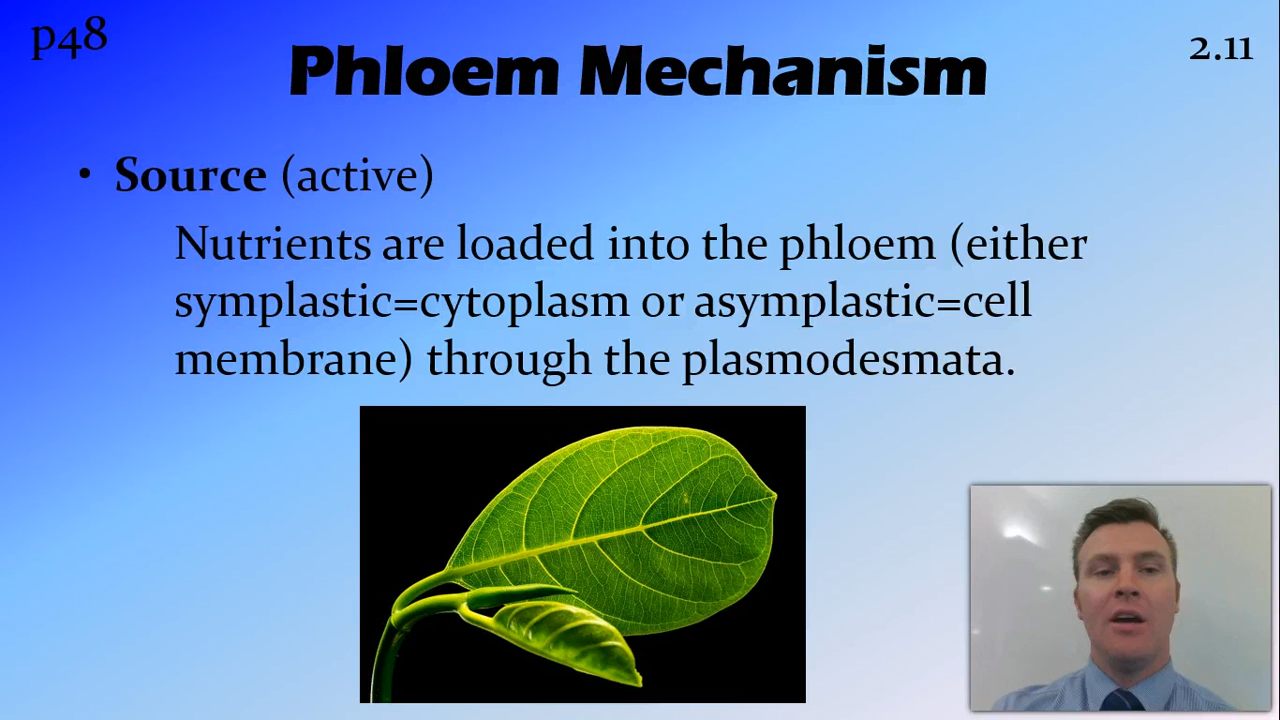 p48
2.11
Phloem Mechanism
• Source (active)
Nutrients are loaded into the phloem (either
symplastic=cytoplasm or asymplastic=cell
membrane) through the plasmodesmata.